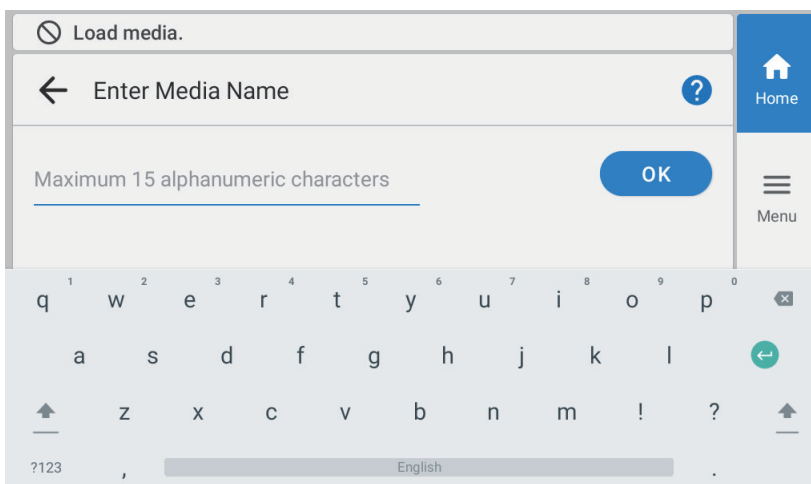 Load media.
Enter Media Name
?
Home
Maximum 15 alphanumeric characters
OK
Menu
1 2 3 4 5 6 7 8 9 0
q w e r t y u i o p
a s d f g h j k l
z x c v b n m ! ?
?123 , English .